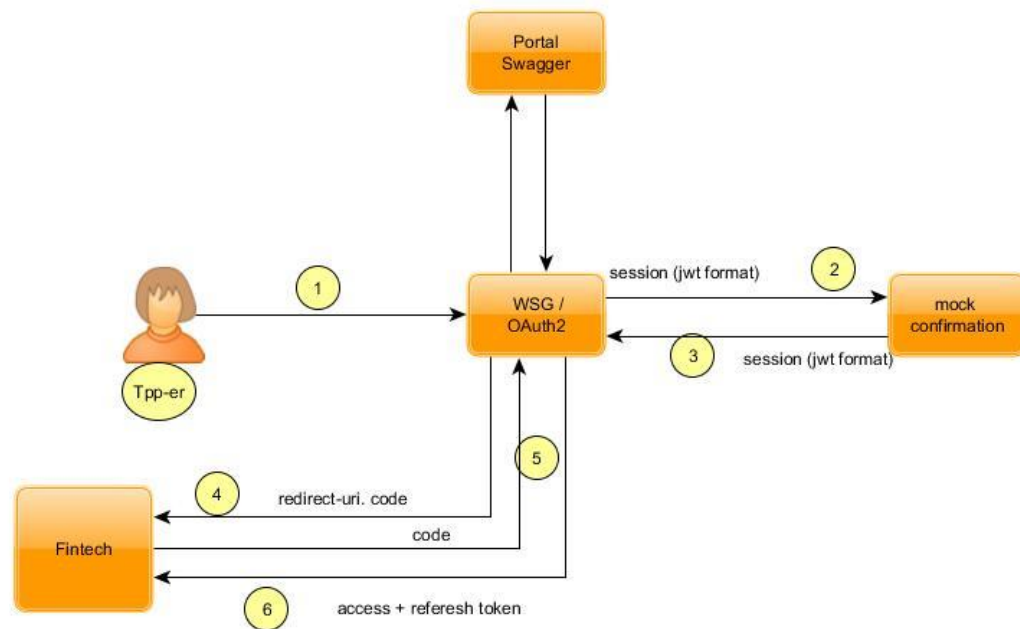 Portal
Swagger
1
session (jwt format)
2
WSG /
OAuth2
mock
confirmation
3
session (jwt format)
Tpp-er
4
redirect-uri. code
5
code
Fintech
6
access + referesh token